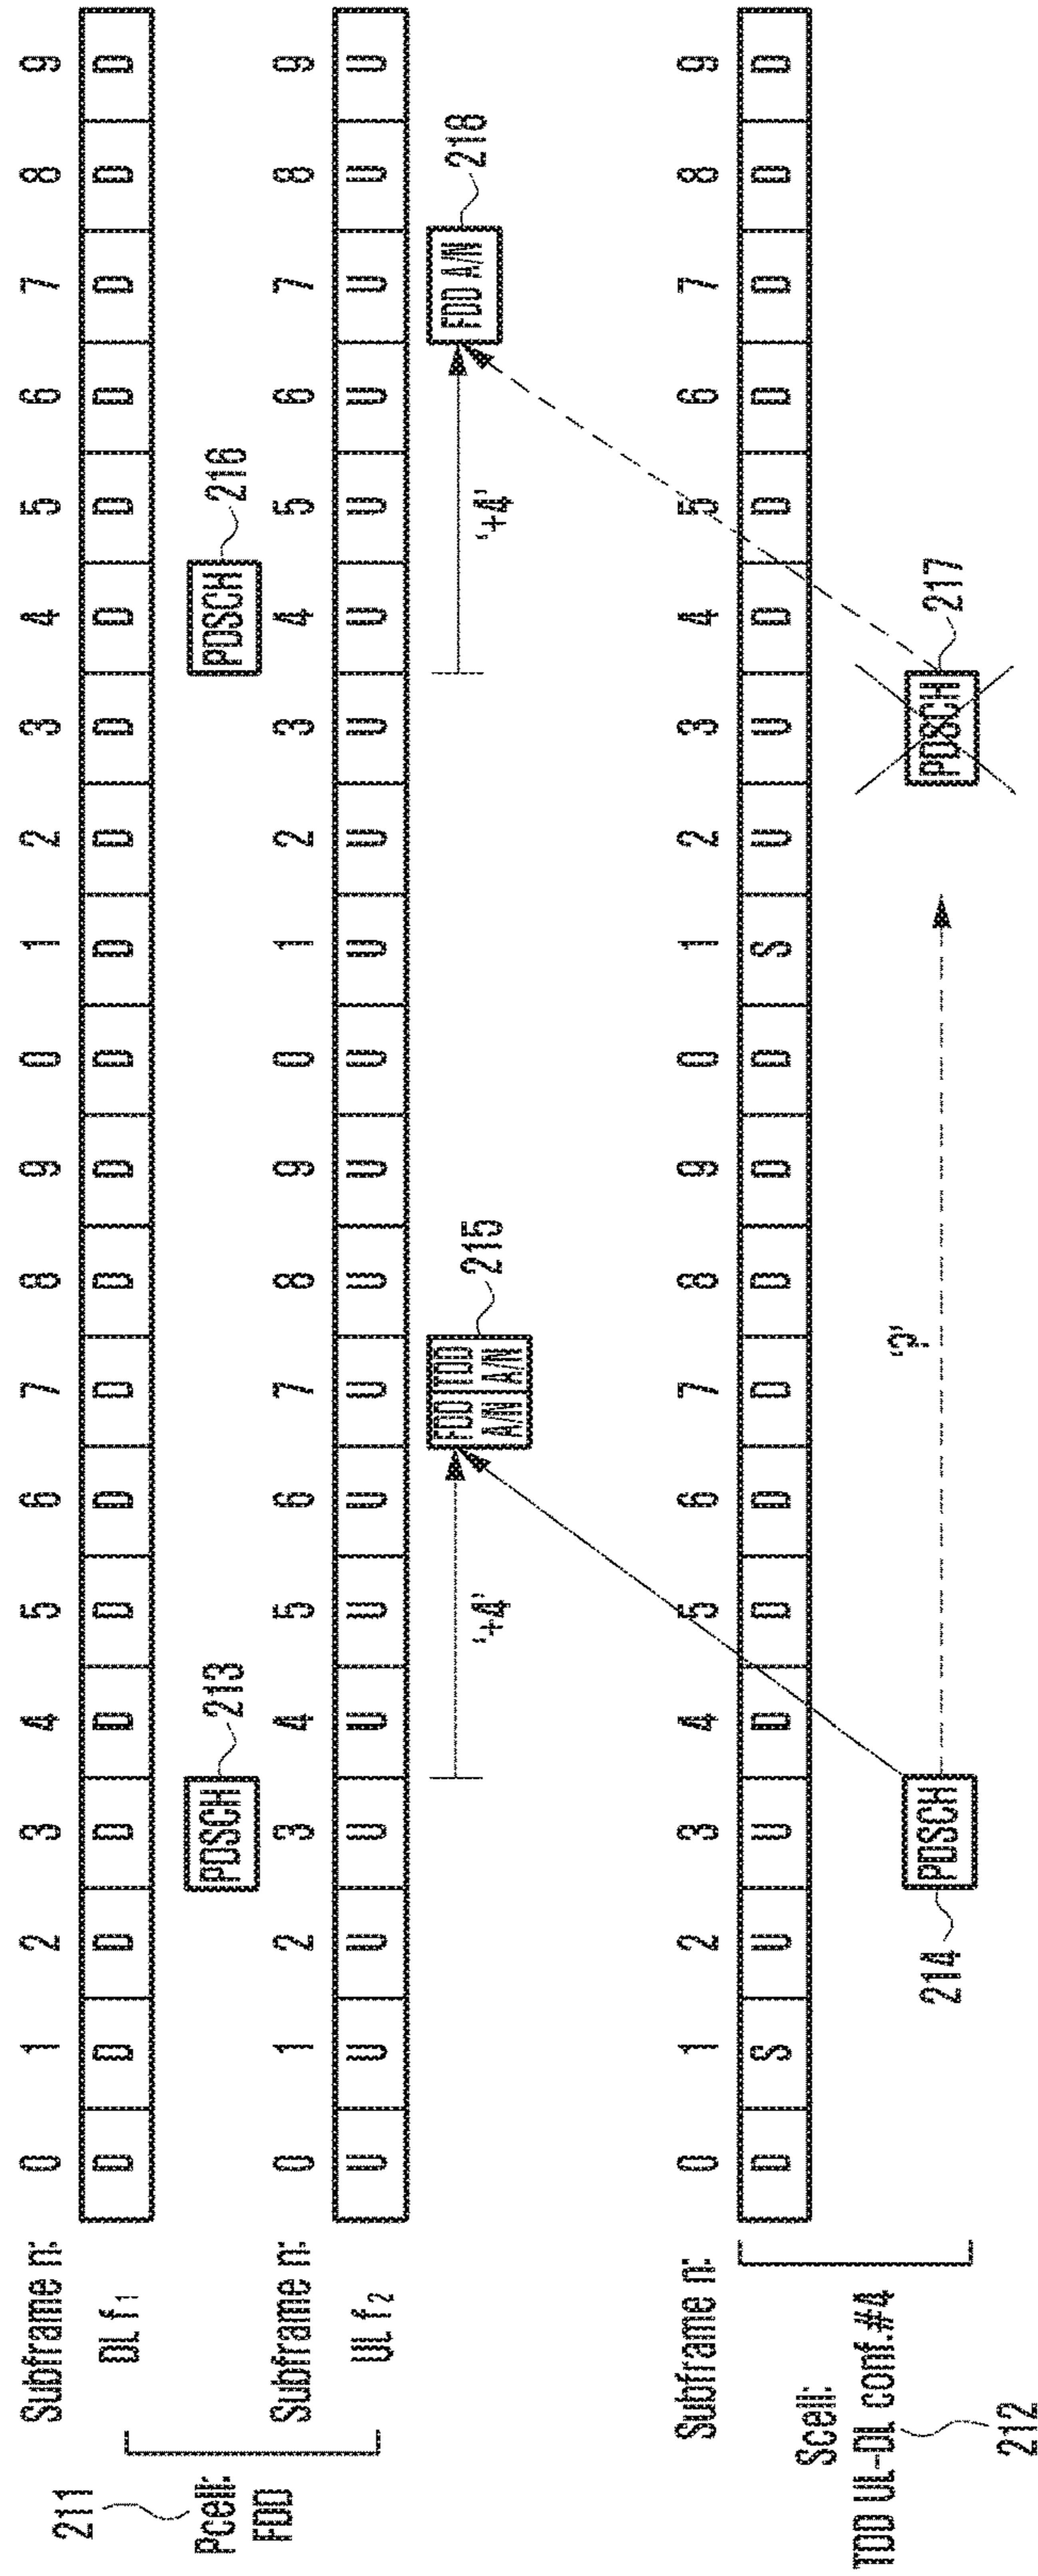 211
Pcell:
FDD
Subframe n: 0 1 2 3 4 5 6 7 8 9 0 1 2 3 4 5 6 7 8 9
DL f1 D D D D D D D D D D D D D D D D D D D D
PDSCH 213
PDSCH 216
Subframe n: 0 1 2 3 4 5 6 7 8 9 0 1 2 3 4 5 6 7 8 9
UL f2 U U U U U U U U U U U U U U U U U U U U
'+4'
FDD A/N
TDD A/N
215
'+4'
FDD A/N
218
Subframe n: 0 1 2 3 4 5 6 7 8 9 0 1 2 3 4 5 6 7 8 9
Scell:
TDD UL-DL conf.#4
212
D S U U D D D D D D D S U U D D D D D D
214
PDSCH
'?'
PDSCH
217